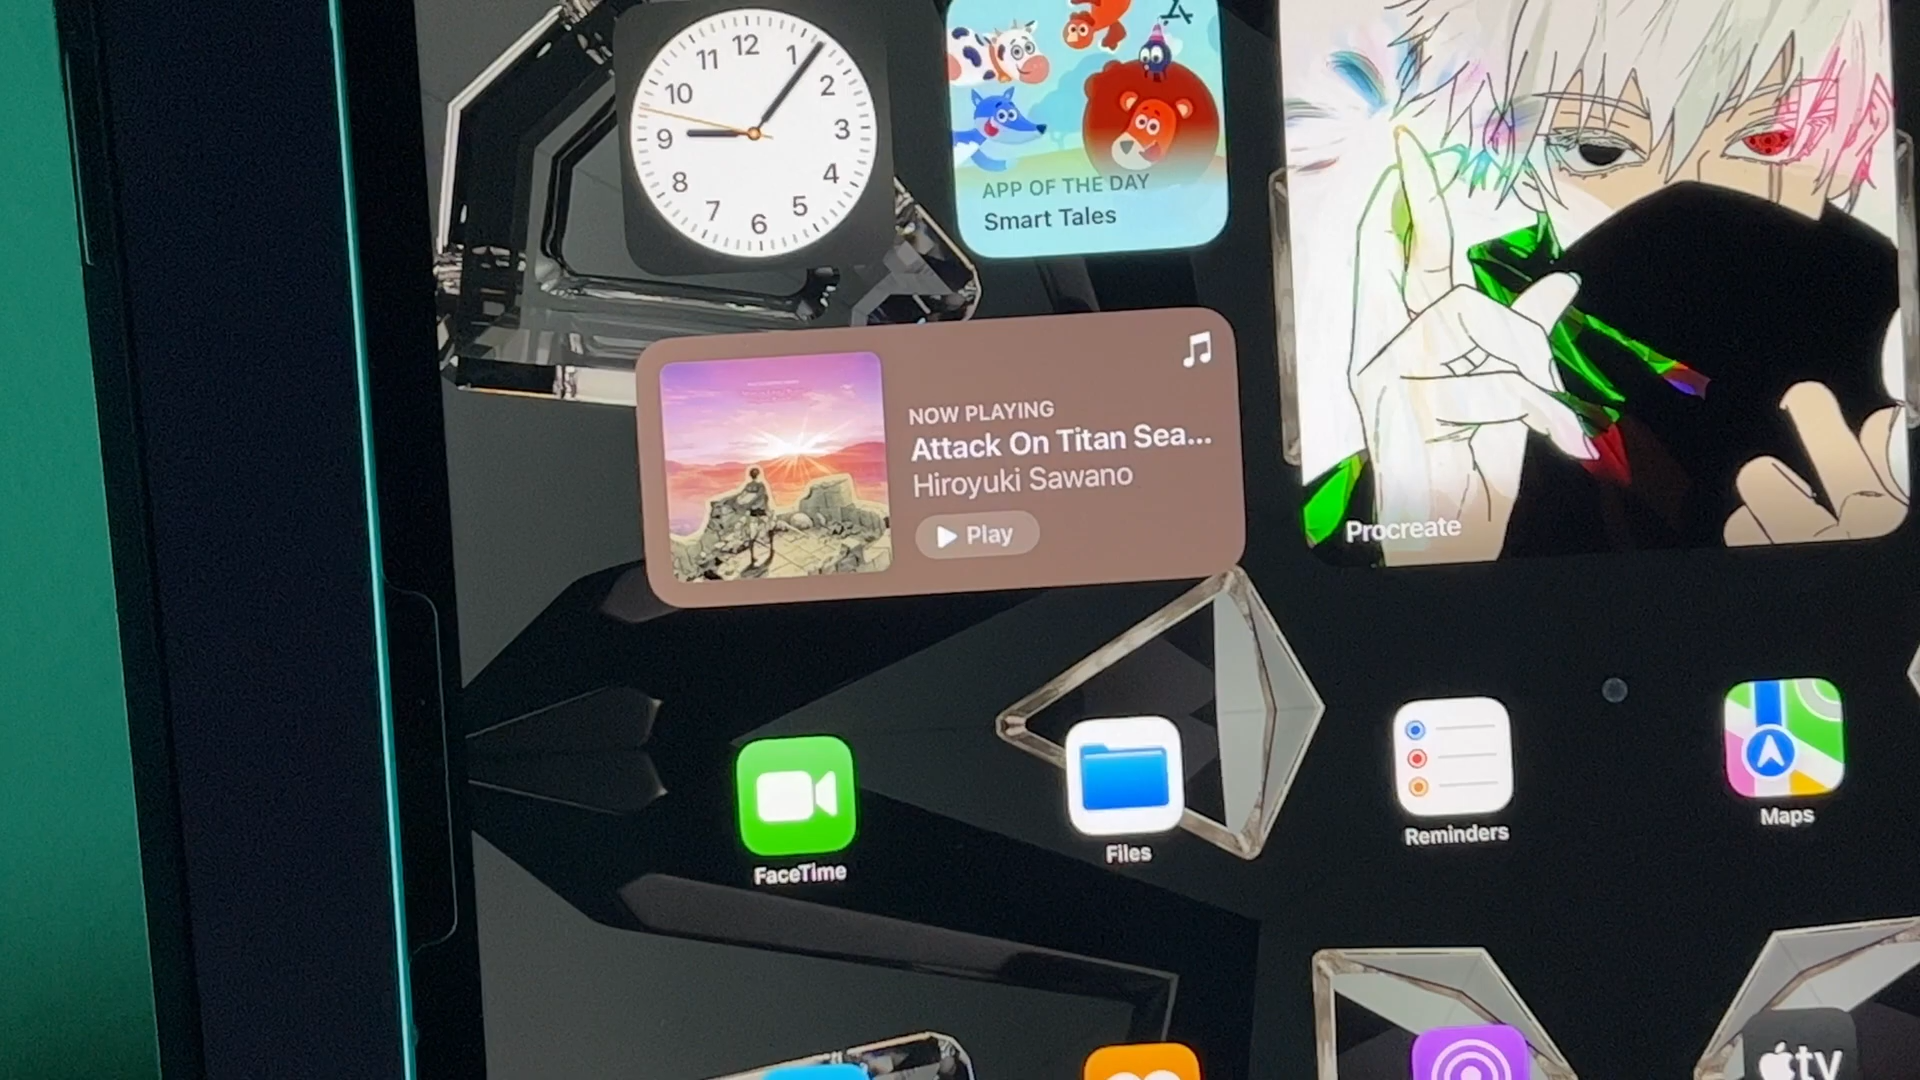 12
11
1
10
2
9
3
8
4
7
5
6
APP OF THE DAY
Smart Tales
NOW PLAYING
Attack On Titan Sea...
Hiroyuki Sawano
Play
Procreate
FaceTime
Files
Reminders
Maps
tv